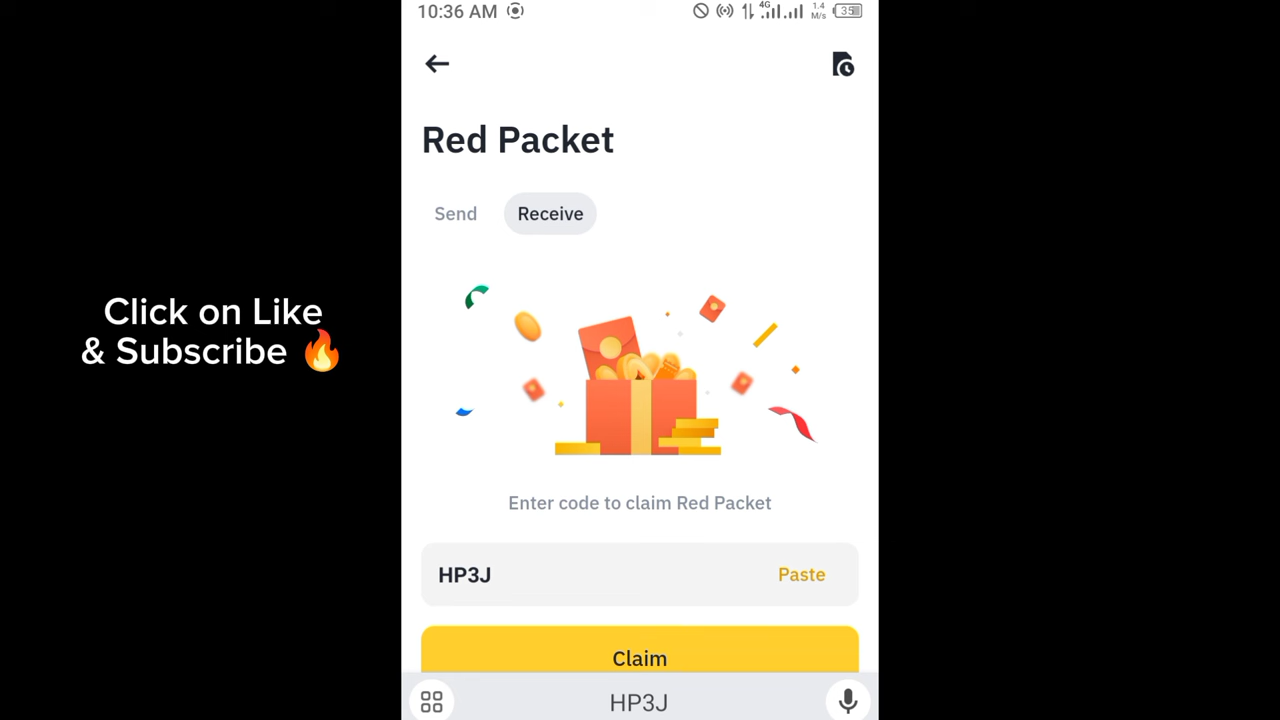 10:36 AM
4G
1.4
M/s
35
Red Packet
Send
Receive
Click on Like
& Subscribe 🔥
Enter code to claim Red Packet
HP3J
Paste
Claim
HP3J